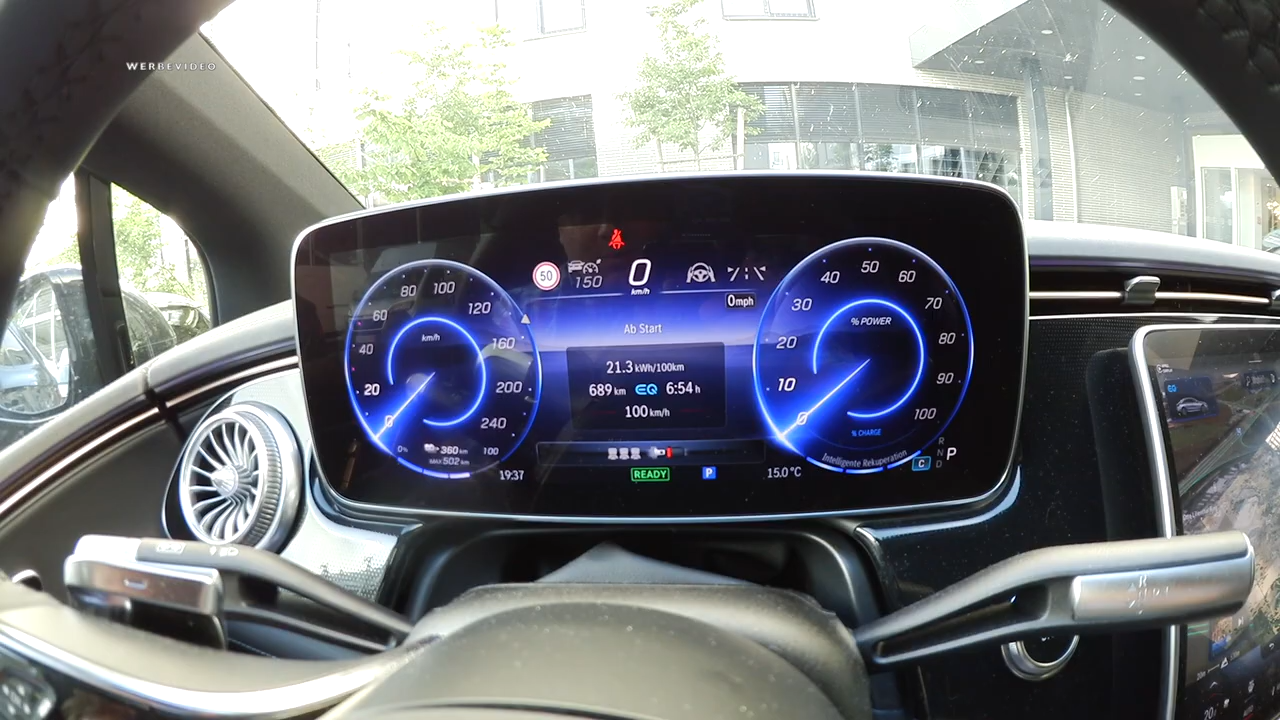 WERBEVIDEO
50
150
0
km/h
0mph
Ab Start
21.3 kWh/100km
689 km EQ 6:54 h
100 km/h
READY
P
19:37
15.0 °C
km/h
0
20
40
60
80
100
120
160
200
240
0%
360 km
MAX 502 km
100
% POWER
0
10
20
30
40
50
60
70
80
90
100
% CHARGE
Intelligente Rekuperation
C
R
N
D
P
EQ